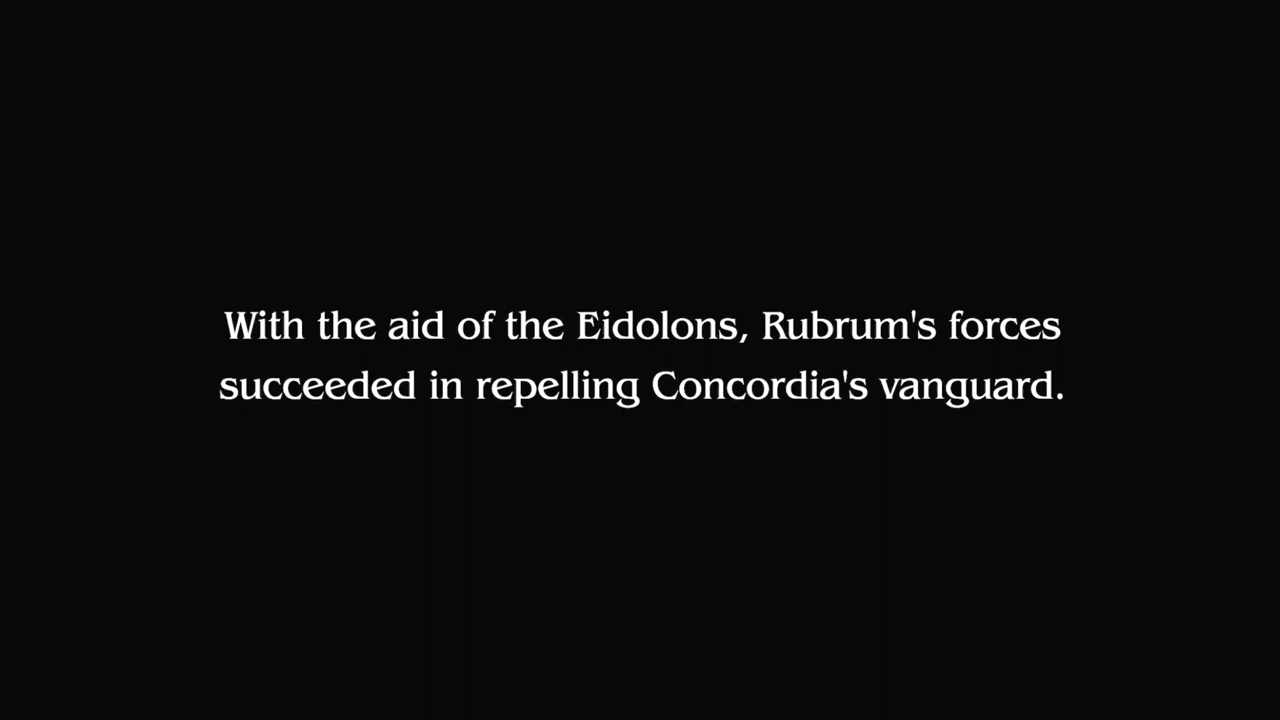 With the aid of the Eidolons, Rubrum's forces
succeeded in repelling Concordia's vanguard.